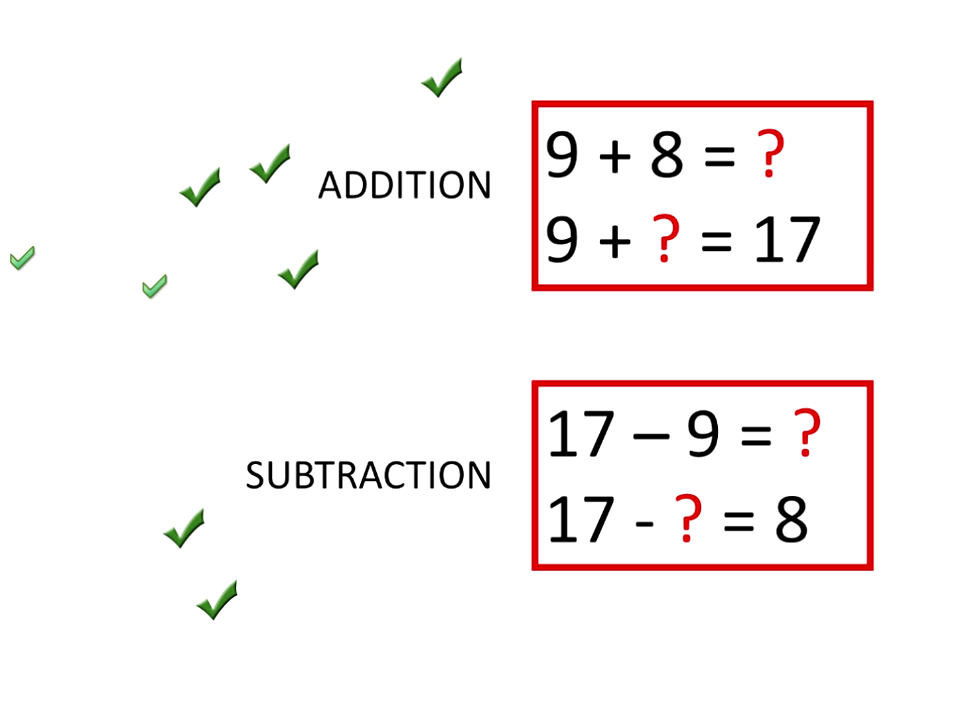 ADDITION
9 + 8 = ?
9 + ? = 17
SUBTRACTION
17 – 9 = ?
17 - ? = 8